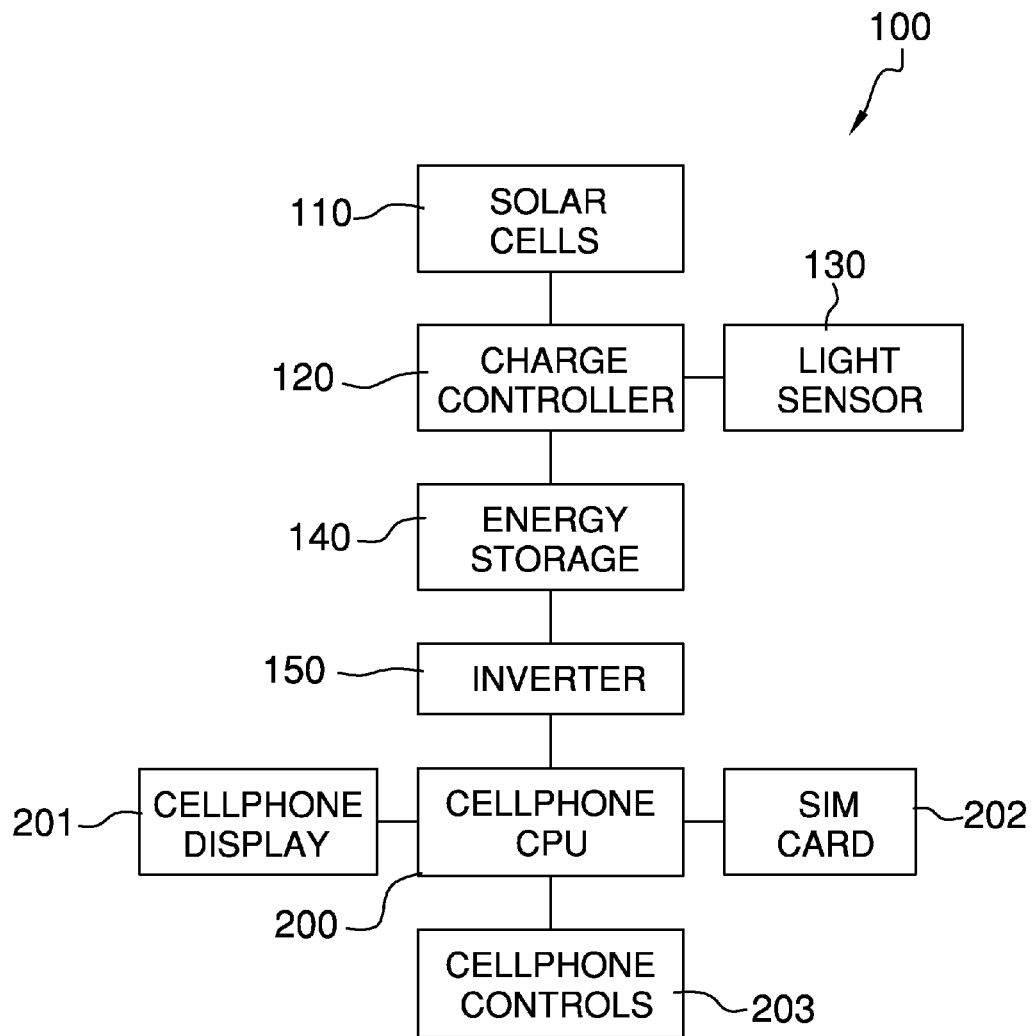 100
110
SOLAR
CELLS
130
120
CHARGE
CONTROLLER
LIGHT
SENSOR
140
ENERGY
STORAGE
150
INVERTER
201
CELLPHONE
DISPLAY
CELLPHONE
CPU
SIM
CARD
202
200
CELLPHONE
CONTROLS
203